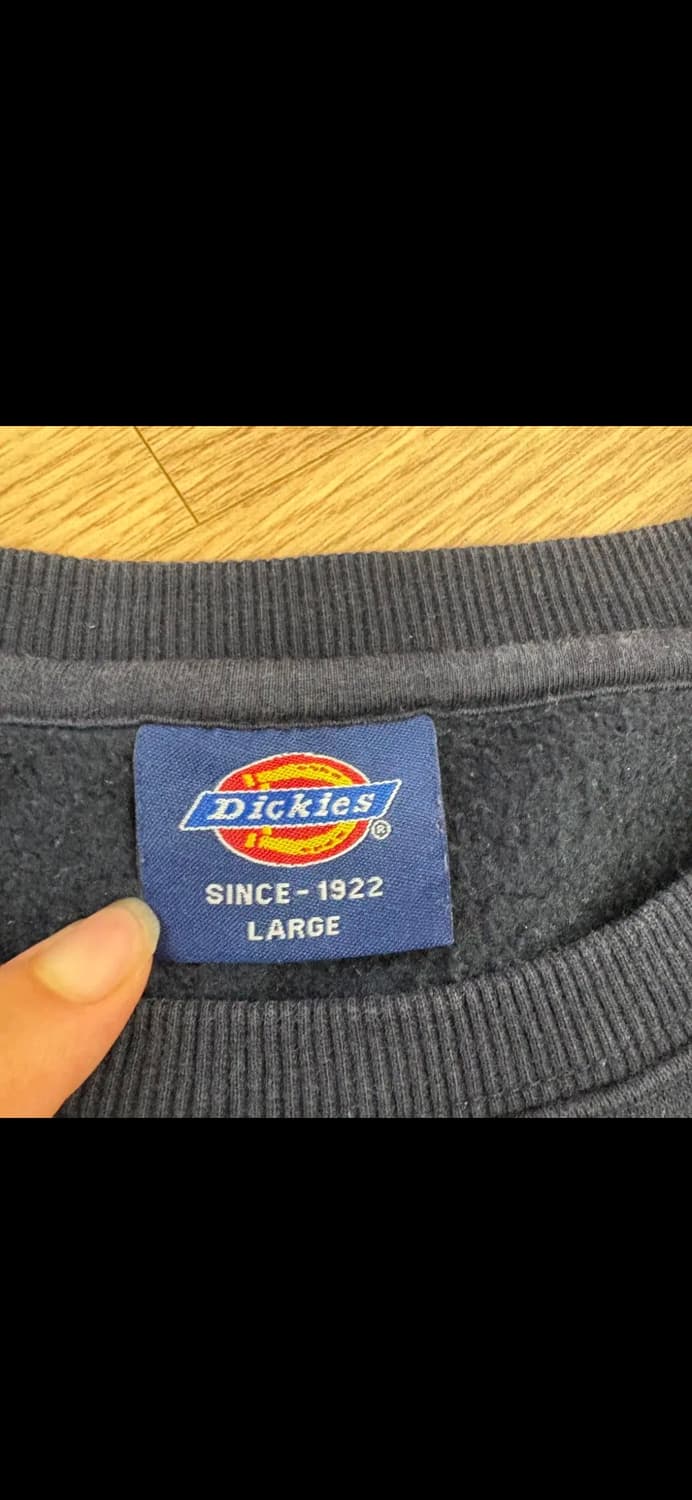 Dickies
®
SINCE - 1922
LARGE